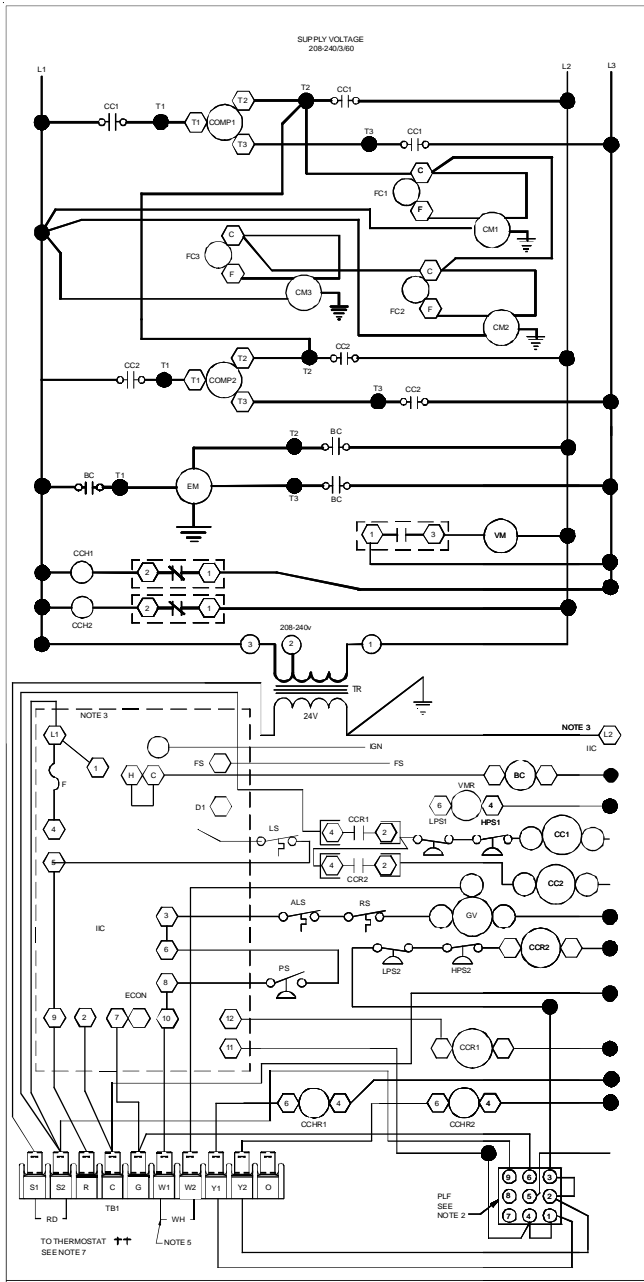 SUPPLY VOLTAGE
208-240/3/60
L1
L2
L3
CC1
T1
T1
COMP1
T2
T3
T2
CC1
T3
CC1
C
FC1
F
CM1
C
FC3
F
CM3
C
FC2
F
CM2
CC2
T1
T1
COMP2
T2
T3
T2
CC2
T3
CC2
BC
T1
EM
T2
BC
T3
BC
1
3
VM
CCH1
2
1
CCH2
2
1
208-240v
3
2
1
TR
24V
NOTE 3
NOTE 3
L2
IIC
L1
1
IGN
FS
FS
H
C
BC
F
VMR
6
4
D1
LPS1
HPS1
4
LS
4
CCR1
2
CC1
5
4
2
CCR2
CC2
IIC
3
ALS
RS
GV
6
LPS2
HPS2
CCR2
8
PS
ECON
9
2
7
10
12
11
CCR1
6
4
CCHR1
6
4
CCHR2
S1
S2
R
C
G
W1
W2
Y1
Y2
O
TB1
RD
WH
TO THERMOSTAT
SEE NOTE 7
NOTE 5
PLF
SEE
NOTE 2
9
6
3
8
5
2
7
4
1